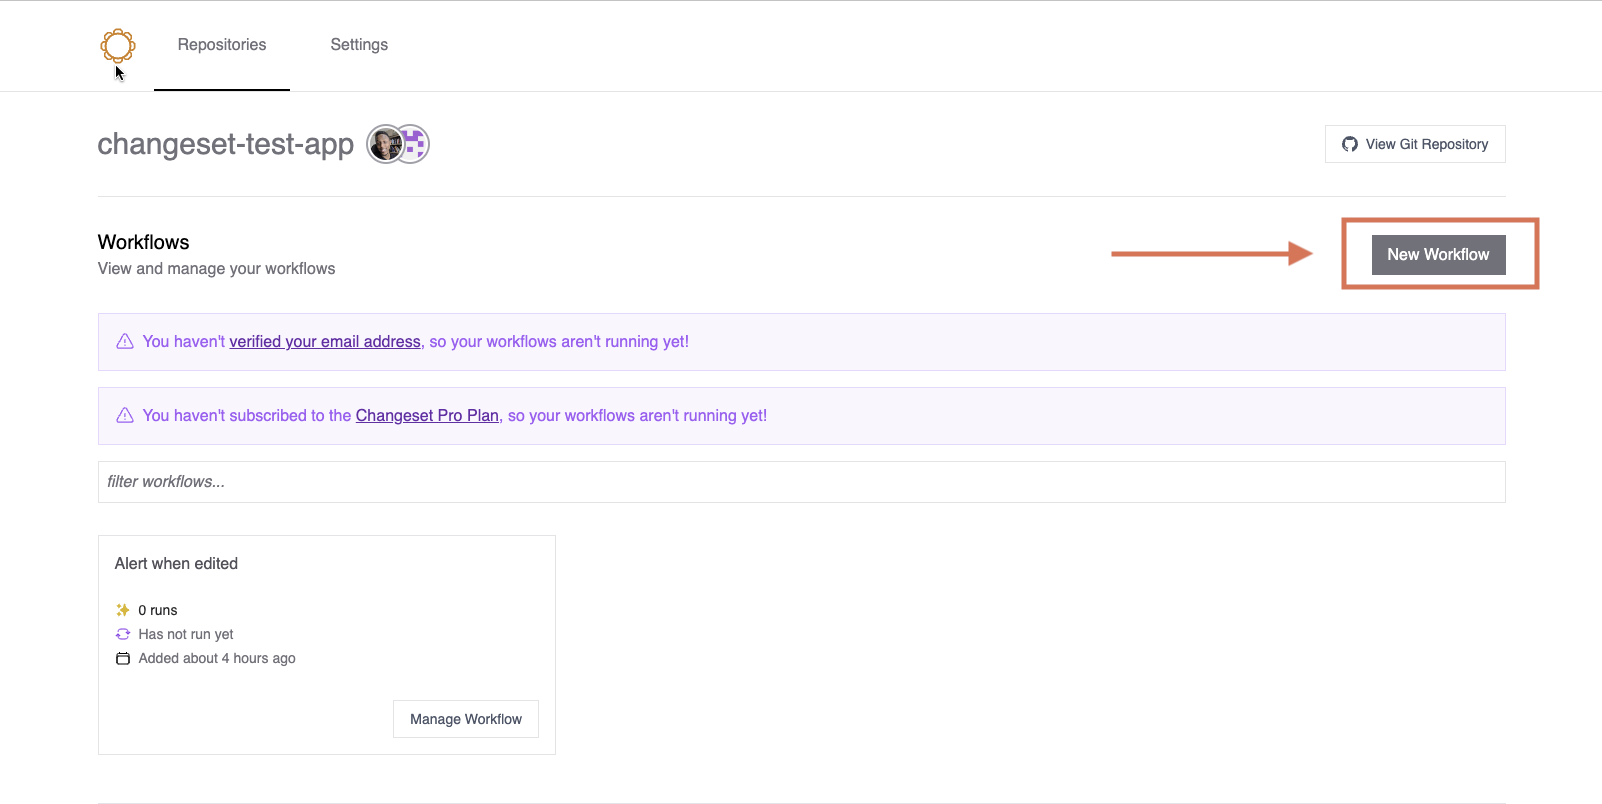 Repositories
Settings
changeset-test-app
View Git Repository
Workflows
View and manage your workflows
New Workflow
You haven't verified your email address, so your workflows aren't running yet!
You haven't subscribed to the Changeset Pro Plan, so your workflows aren't running yet!
filter workflows...
Alert when edited
0 runs
Has not run yet
Added about 4 hours ago
Manage Workflow